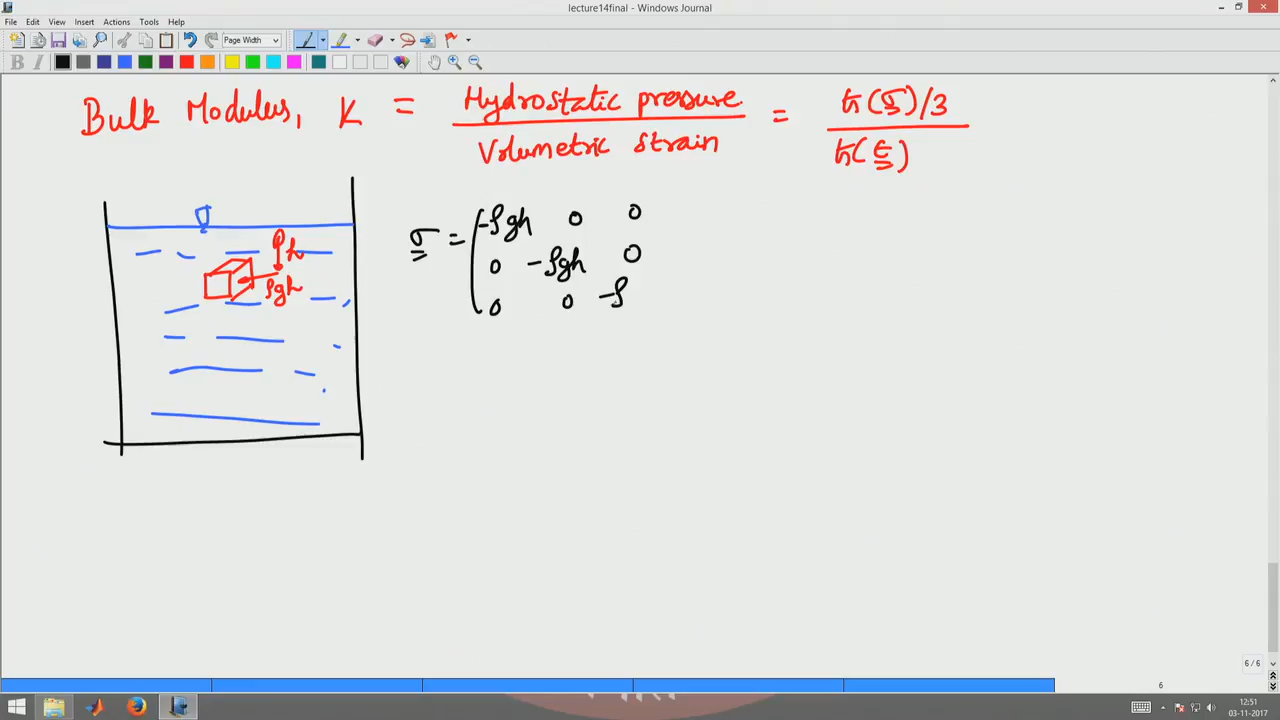 lecture14final - Windows Journal
File Edit View Insert Actions Tools Help
Page Width
B I
Bulk Modulus, K = Hydrostatic pressure / Volumetric strain = tr(σ)/3 / tr(ε)
h
ρgh
σ = -ρgh 0 0
0 -ρgh 0
0 0 -ρ
6 / 6
6
12:51
03-11-2017